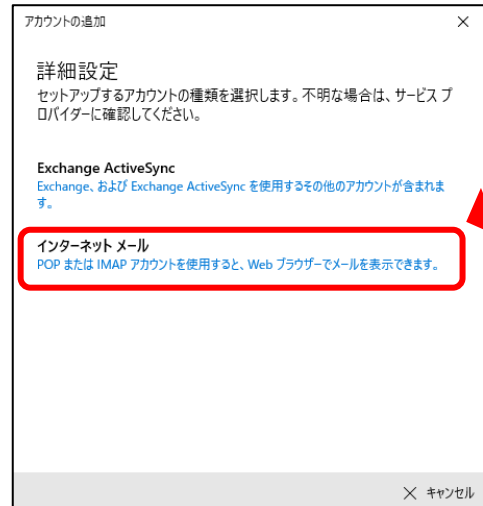 アカウントの追加
詳細設定
セットアップするアカウントの種類を選択します。不明な場合は、サービス プ
ロバイダーに確認してください。
Exchange ActiveSync
Exchange、および Exchange ActiveSync を使用するその他のアカウントが含まれま
す。
インターネット メール
POP または IMAP アカウントを使用すると、Web ブラウザーでメールを表示できます。
キャンセル